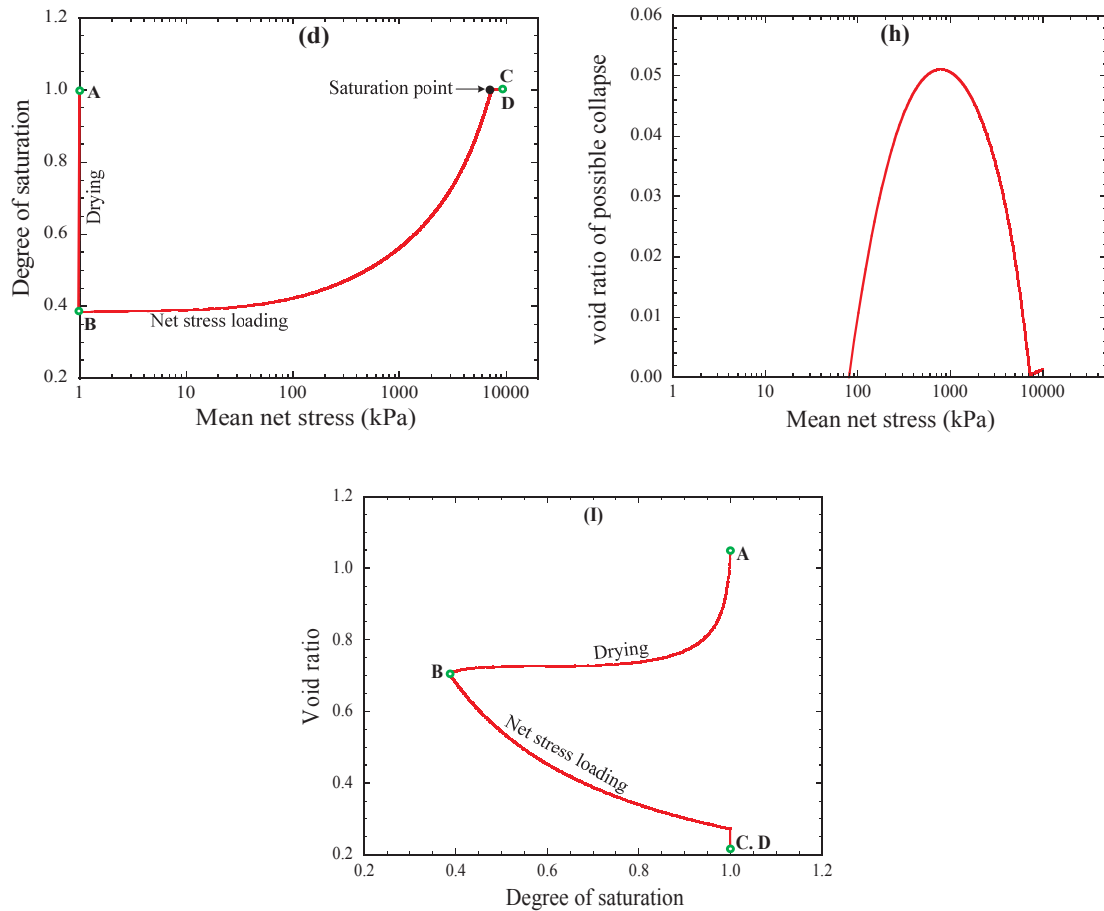 (d)
Degree of saturation
1.2
1.0
0.8
0.6
0.4
0.2
A
Drying
B
Net stress loading
Saturation point
C
D
1
10
100
1000
10000
Mean net stress (kPa)
(h)
void ratio of possible collapse
0.06
0.05
0.04
0.03
0.02
0.01
0.00
1
10
100
1000
10000
Mean net stress (kPa)
(I)
Void ratio
1.2
1.0
0.8
0.6
0.4
0.2
A
Drying
B
Net stress loading
C. D
0.2
0.4
0.6
0.8
1.0
1.2
Degree of saturation